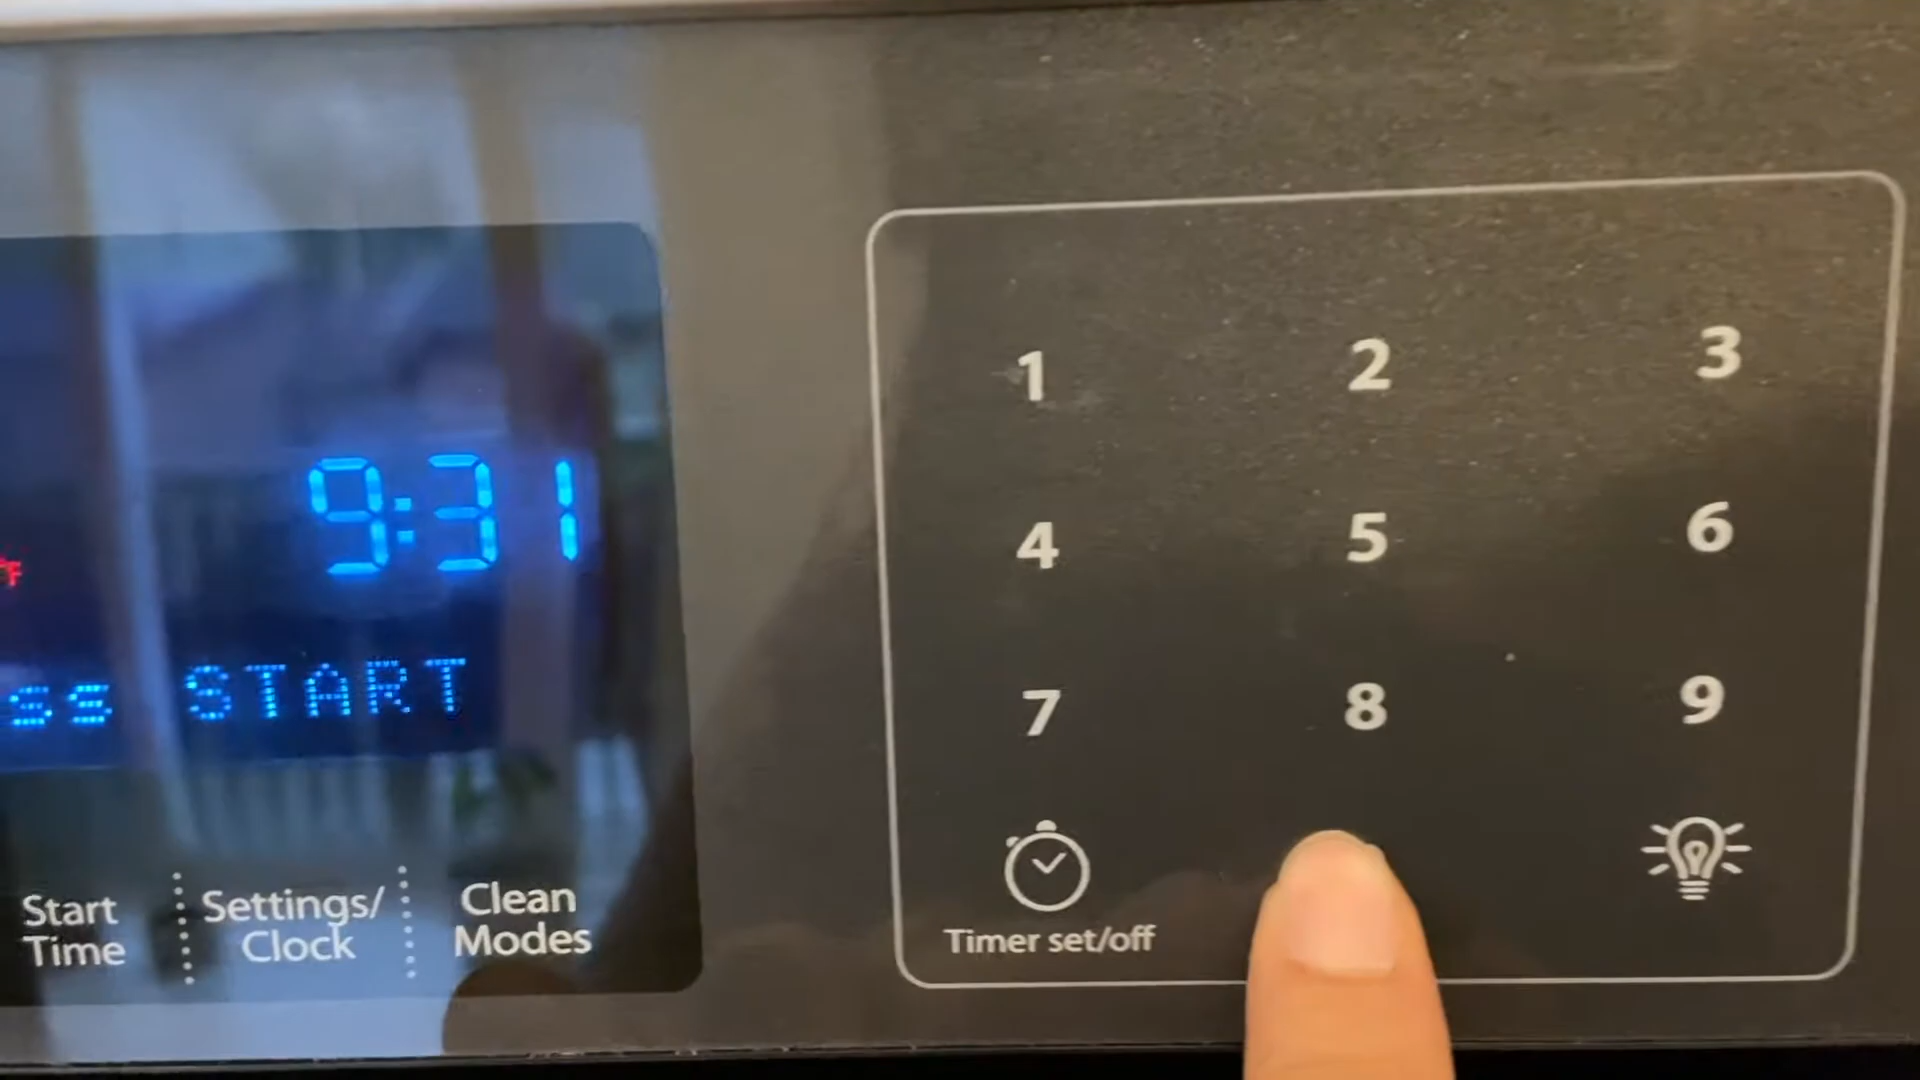 9:31
°F
ss START
Start
Time
Settings/
Clock
Clean
Modes
1 2 3
4 5 6
7 8 9
Timer set/off